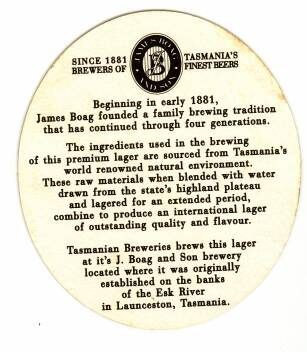 JAMES BOAG
AND SON
SINCE 1881
BREWERS OF
TASMANIA'S
FINEST BEERS
Beginning in early 1881,
James Boag founded a family brewing tradition
that has continued through four generations.
The ingredients used in the brewing
of this premium lager are sourced from Tasmania's
world renowned natural environment.
These raw materials when blended with water
drawn from the state's highland plateau
and lagered for an extended period,
combine to produce an international lager
of outstanding quality and flavour.
Tasmanian Breweries brews this lager
at it's J. Boag and Son brewery
located where it was originally
established on the banks
of the Esk River
in Launceston, Tasmania.